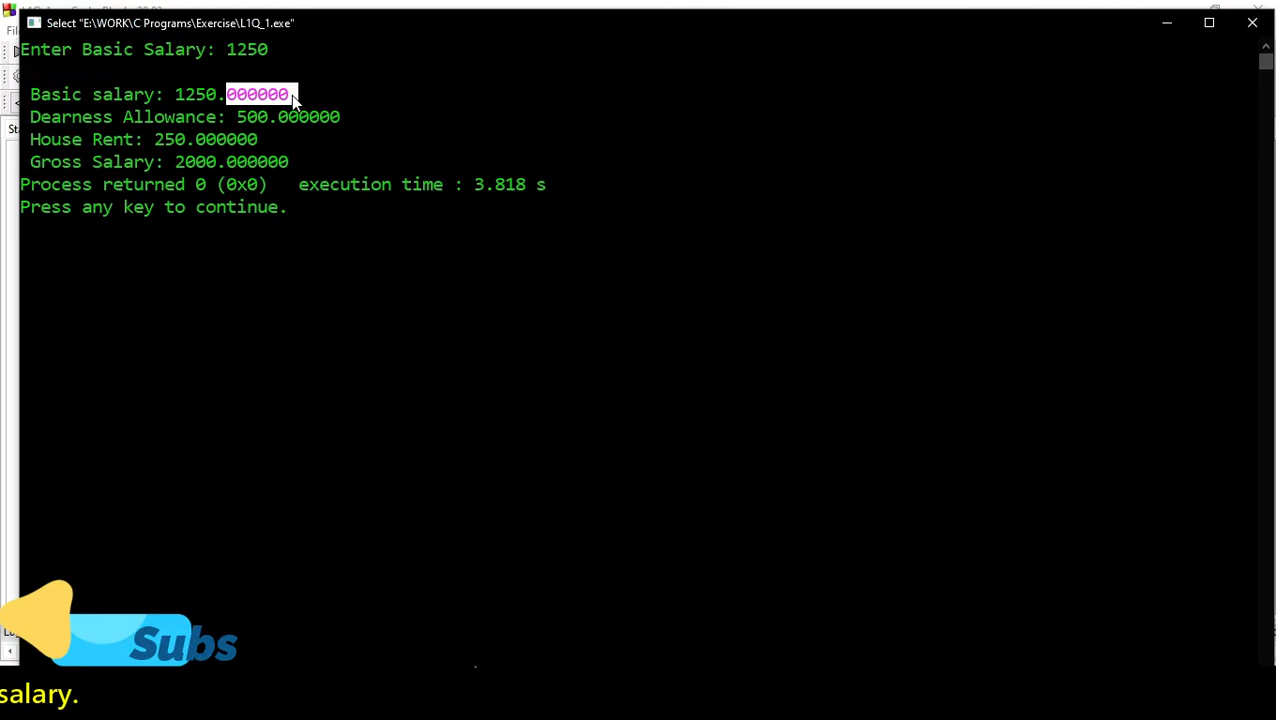 Select "E:\WORK\C Programs\Exercise\L1Q_1.exe"
Enter Basic Salary: 1250
Basic salary: 1250.000000
Dearness Allowance: 500.000000
House Rent: 250.000000
Gross Salary: 2000.000000
Process returned 0 (0x0)   execution time : 3.818 s
Press any key to continue.
Subs
salary.